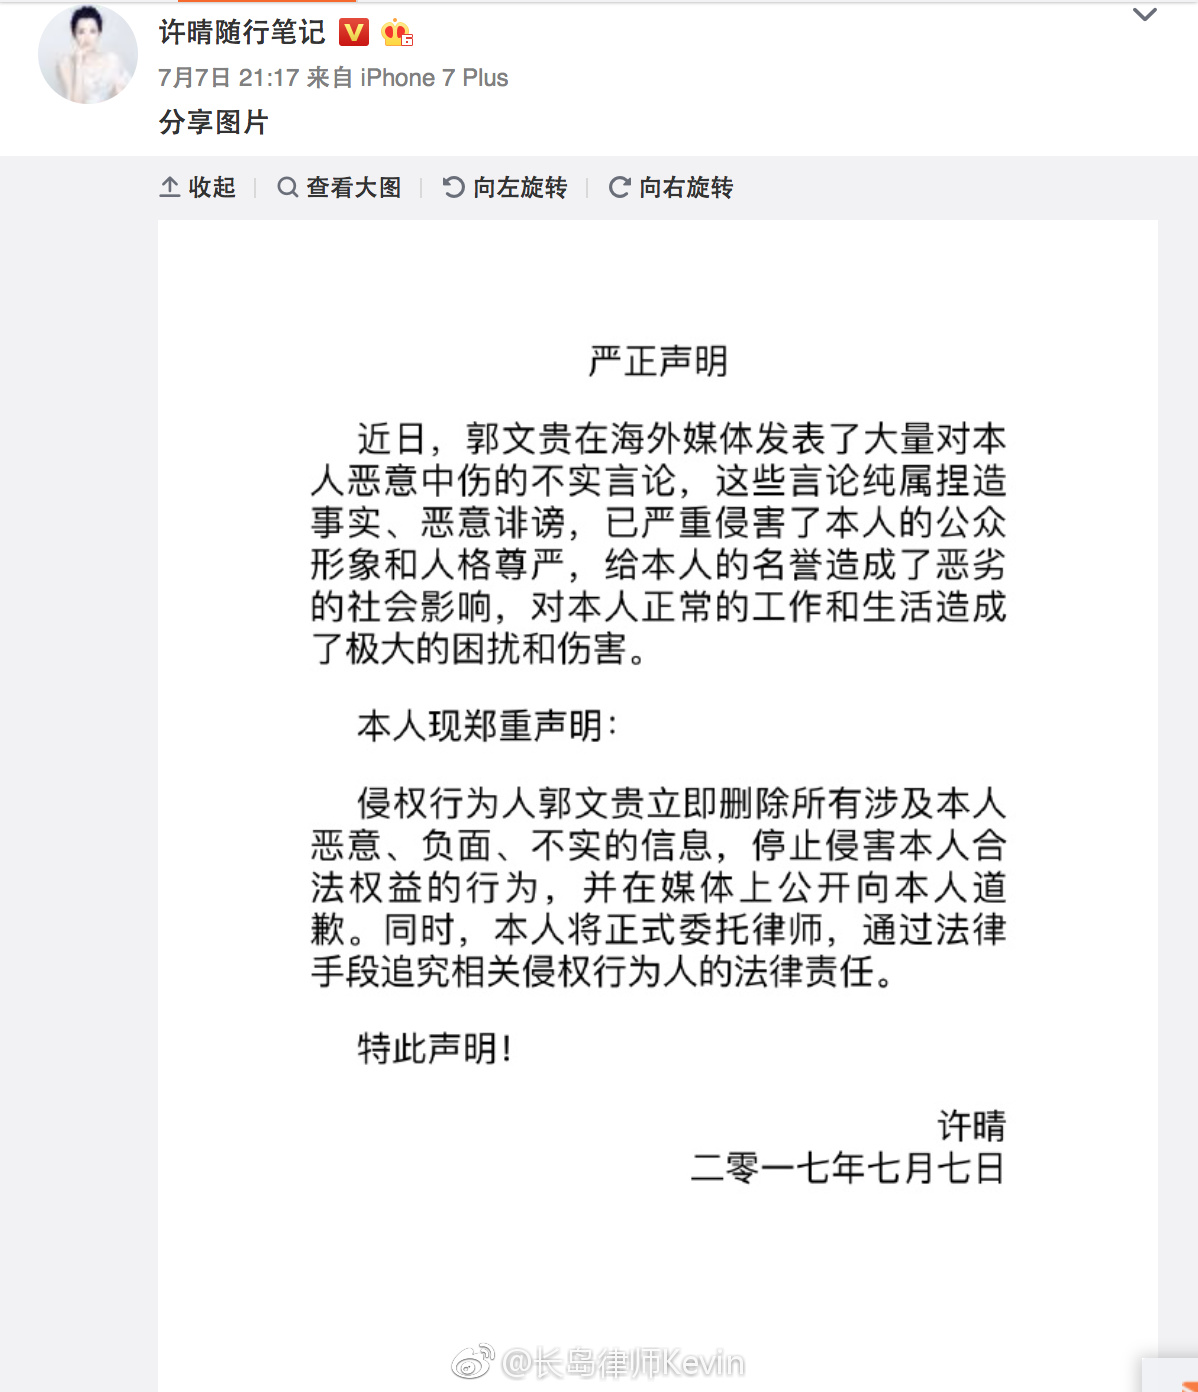 许晴随行笔记 V 6
7月7日 21:17 来自 iPhone 7 Plus
分享图片
收起 查看大图 向左旋转 向右旋转
严正声明
近日，郭文贵在海外媒体发表了大量对本
人恶意中伤的不实言论，这些言论纯属捏造
事实、恶意诽谤，已严重侵害了本人的公众
形象和人格尊严，给本人的名誉造成了恶劣
的社会影响，对本人正常的工作和生活造成
了极大的困扰和伤害。
本人现郑重声明：
侵权行为人郭文贵立即删除所有涉及本人
恶意、负面、不实的信息，停止侵害本人合
法权益的行为，并在媒体上公开向本人道
歉。同时，本人将正式委托律师，通过法律
手段追究相关侵权行为人的法律责任。
特此声明！
许晴
二零一七年七月七日
@长岛律师Kevin